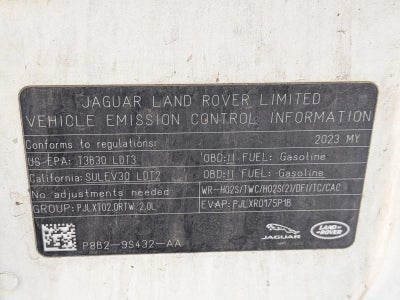 JAGUAR LAND ROVER LIMITED
VEHICLE EMISSION CONTROL INFORMATION
Conforms to regulations: 2023 MY
US EPA: T3B30 LDT3 OBD:II FUEL: Gasoline
California: SULEV30 LDT2 OBD:II FUEL: Gasoline
No adjustments needed WR-HO2S/TWC/HO2S(2)/DFI/TC/CAC
GROUP: PJLXT02.0RTW 2.0L EVAP: PJLXR0175P1B
P8B2-9S432-AA
JAGUAR
LAND ROVER